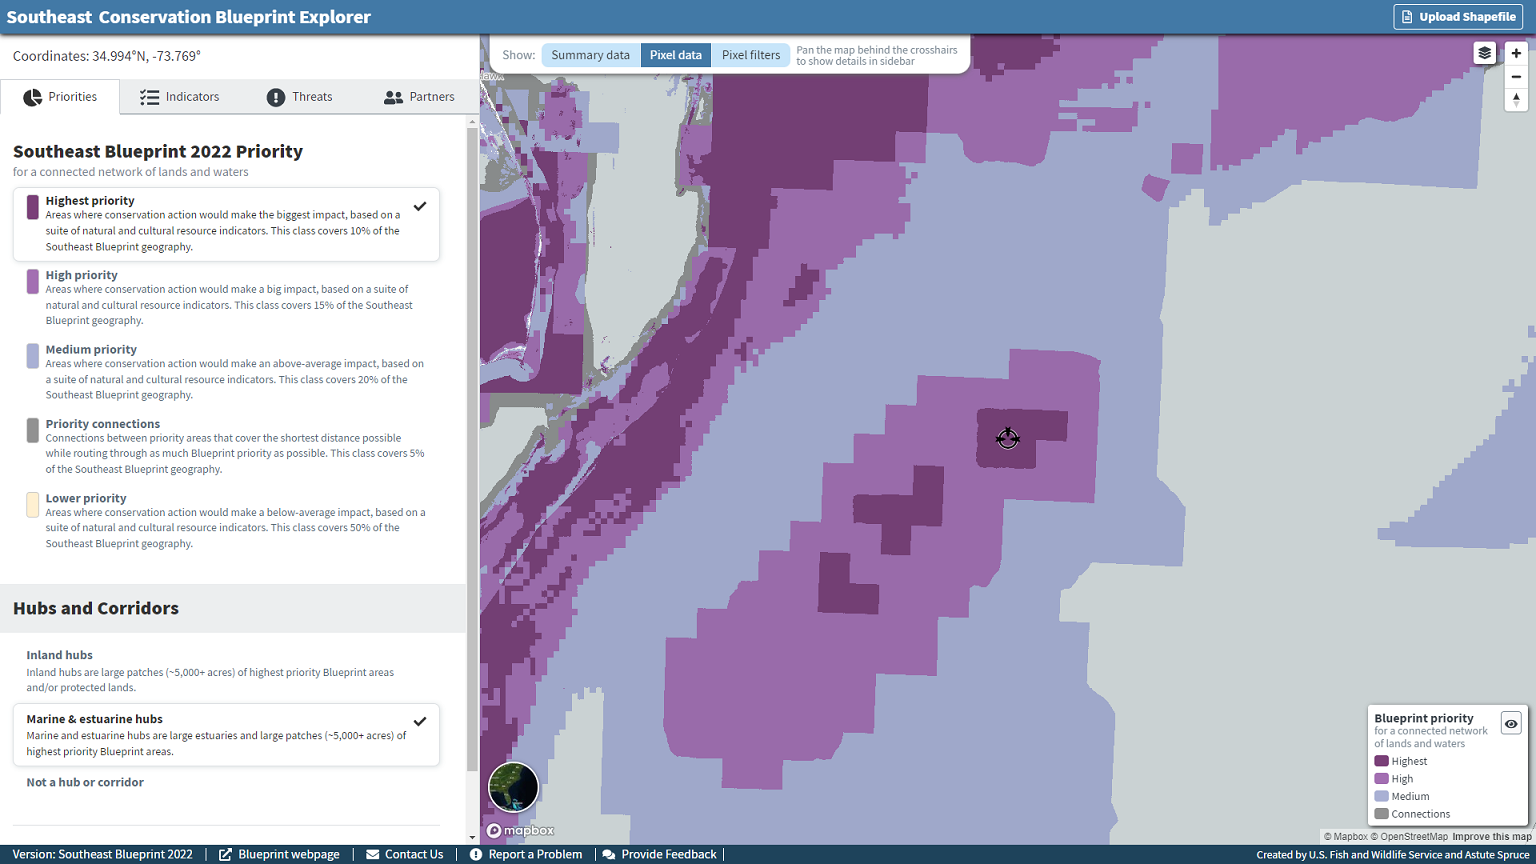 Southeast Conservation Blueprint Explorer
Upload Shapefile
Coordinates: 34.994°N, -73.769°
Show:
Summary data
Pixel data
Pixel filters
Pan the map behind the crosshairs
to show details in sidebar
Priorities
Indicators
Threats
Partners
Southeast Blueprint 2022 Priority
for a connected network of lands and waters
Highest priority
Areas where conservation action would make the biggest impact, based on a
suite of natural and cultural resource indicators. This class covers 10% of the
Southeast Blueprint geography.
High priority
Areas where conservation action would make a big impact, based on a suite of
natural and cultural resource indicators. This class covers 15% of the Southeast
Blueprint geography.
Medium priority
Areas where conservation action would make an above-average impact, based on
a suite of natural and cultural resource indicators. This class covers 20% of the
Southeast Blueprint geography.
Priority connections
Connections between priority areas that cover the shortest distance possible
while routing through as much Blueprint priority as possible. This class covers 5%
of the Southeast Blueprint geography.
Lower priority
Areas where conservation action would make a below-average impact, based on a
suite of natural and cultural resource indicators. This class covers 50% of the
Southeast Blueprint geography.
Hubs and Corridors
Inland hubs
Inland hubs are large patches (~5,000+ acres) of highest priority Blueprint areas
and/or protected lands.
Marine & estuarine hubs
Marine and estuarine hubs are large estuaries and large patches (~5,000+ acres) of
highest priority Blueprint areas.
Not a hub or corridor
Blueprint priority
for a connected network
of lands and waters
Highest
High
Medium
Connections
mapbox
© Mapbox © OpenStreetMap Improve this map
Version: Southeast Blueprint 2022
Blueprint webpage
Contact Us
Report a Problem
Provide Feedback
Created by U.S. Fish and Wildlife Service and Astute Spruce